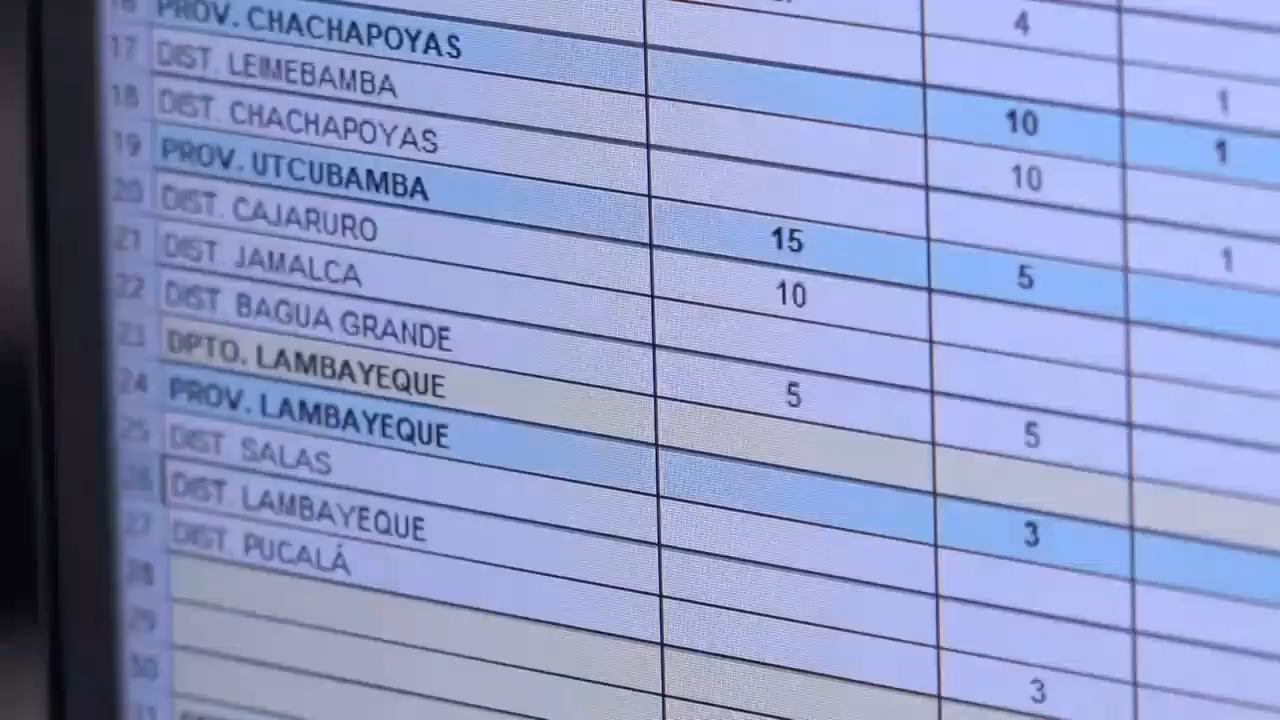 4
1
16 PROV. CHACHAPOYAS 10 1
17 DIST. LEIMEBAMBA 10
18 DIST. CHACHAPOYAS 1
19 PROV. UTCUBAMBA 15 5
20 DIST. CAJARURO 10
21 DIST. JAMALCA
22 DIST. BAGUA GRANDE 5 5
23 DPTO. LAMBAYEQUE
24 PROV. LAMBAYEQUE 3
25 DIST. SALAS
26 DIST. LAMBAYEQUE
27 DIST. PUCALÁ 3
28
29
30